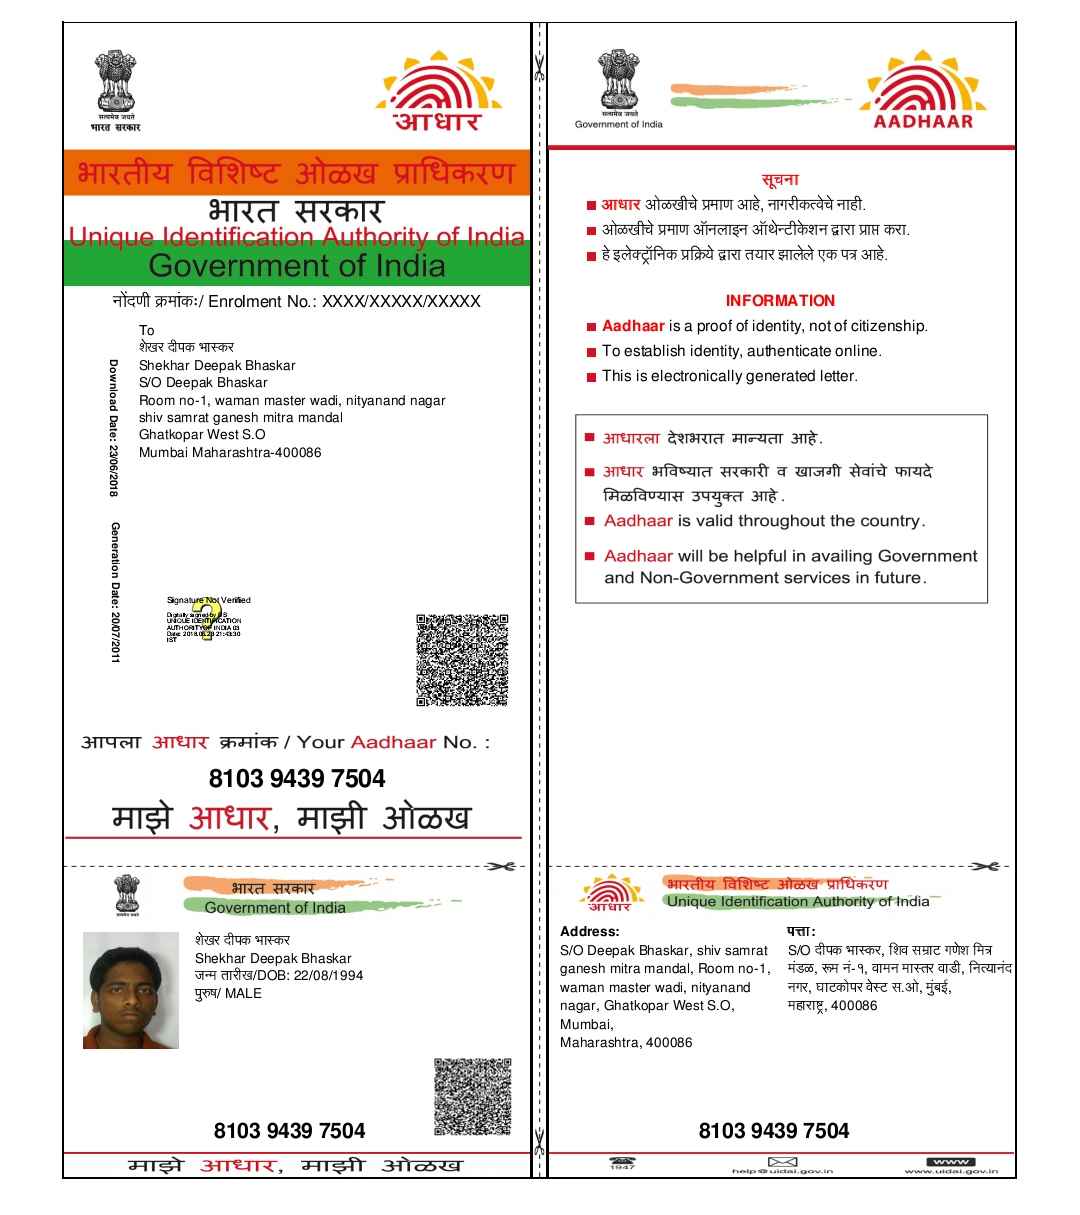 सत्यमेव जयते
भारत सरकार
आधार
भारतीय विशिष्ट ओळख प्राधिकरण
भारत सरकार
Unique Identification Authority of India
Government of India
नोंदणी क्रमांक:/ Enrolment No.: XXXX/XXXXX/XXXXX
To
शेखर दीपक भास्कर
Shekhar Deepak Bhaskar
S/O Deepak Bhaskar
Room no-1, waman master wadi, nityanand nagar
shiv samrat ganesh mitra mandal
Ghatkopar West S.O
Mumbai Maharashtra-400086
Download Date: 23/06/2018
Generation Date: 20/07/2011
Signature Not Verified
Digitally signed by DS
UNIQUE IDENTIFICATION
AUTHORITY OF INDIA 03
Date: 2018.06.23 21:43:30
IST
आपला आधार क्रमांक / Your Aadhaar No. :
8103 9439 7504
माझे आधार, माझी ओळख
सत्यमेव जयते
भारत सरकार
Government of India
शेखर दीपक भास्कर
Shekhar Deepak Bhaskar
जन्म तारीख/DOB: 22/08/1994
पुरुष/ MALE
8103 9439 7504
माझे आधार, माझी ओळख
सत्यमेव जयते
Government of India
AADHAAR
सूचना
आधार ओळखीचे प्रमाण आहे, नागरीकत्वेचे नाही.
ओळखीचे प्रमाण ऑनलाइन ऑथेन्टीकेशन द्वारा प्राप्त करा.
हे इलेक्ट्रॉनिक प्रक्रिये द्वारा तयार झालेले एक पत्र आहे.
INFORMATION
Aadhaar is a proof of identity, not of citizenship.
To establish identity, authenticate online.
This is electronically generated letter.
आधारला देशभरात मान्यता आहे.
आधार भविष्यात सरकारी व खाजगी सेवांचे फायदे
मिळविण्यास उपयुक्त आहे.
Aadhaar is valid throughout the country.
Aadhaar will be helpful in availing Government
and Non-Government services in future.
आधार
भारतीय विशिष्ट ओळख प्राधिकरण
Unique Identification Authority of India
Address:
S/O Deepak Bhaskar, shiv samrat
ganesh mitra mandal, Room no-1,
waman master wadi, nityanand
nagar, Ghatkopar West S.O,
Mumbai,
Maharashtra, 400086
पत्ता:
S/O दीपक भास्कर, शिव सम्राट गणेश मित्र
मंडळ, रूम नं-१, वामन मास्तर वाडी, नित्यानंद
नगर, घाटकोपर वेस्ट स.ओ, मुंबई,
महाराष्ट्र, 400086
8103 9439 7504
1947
help@uidai.gov.in
www
www.uidai.gov.in